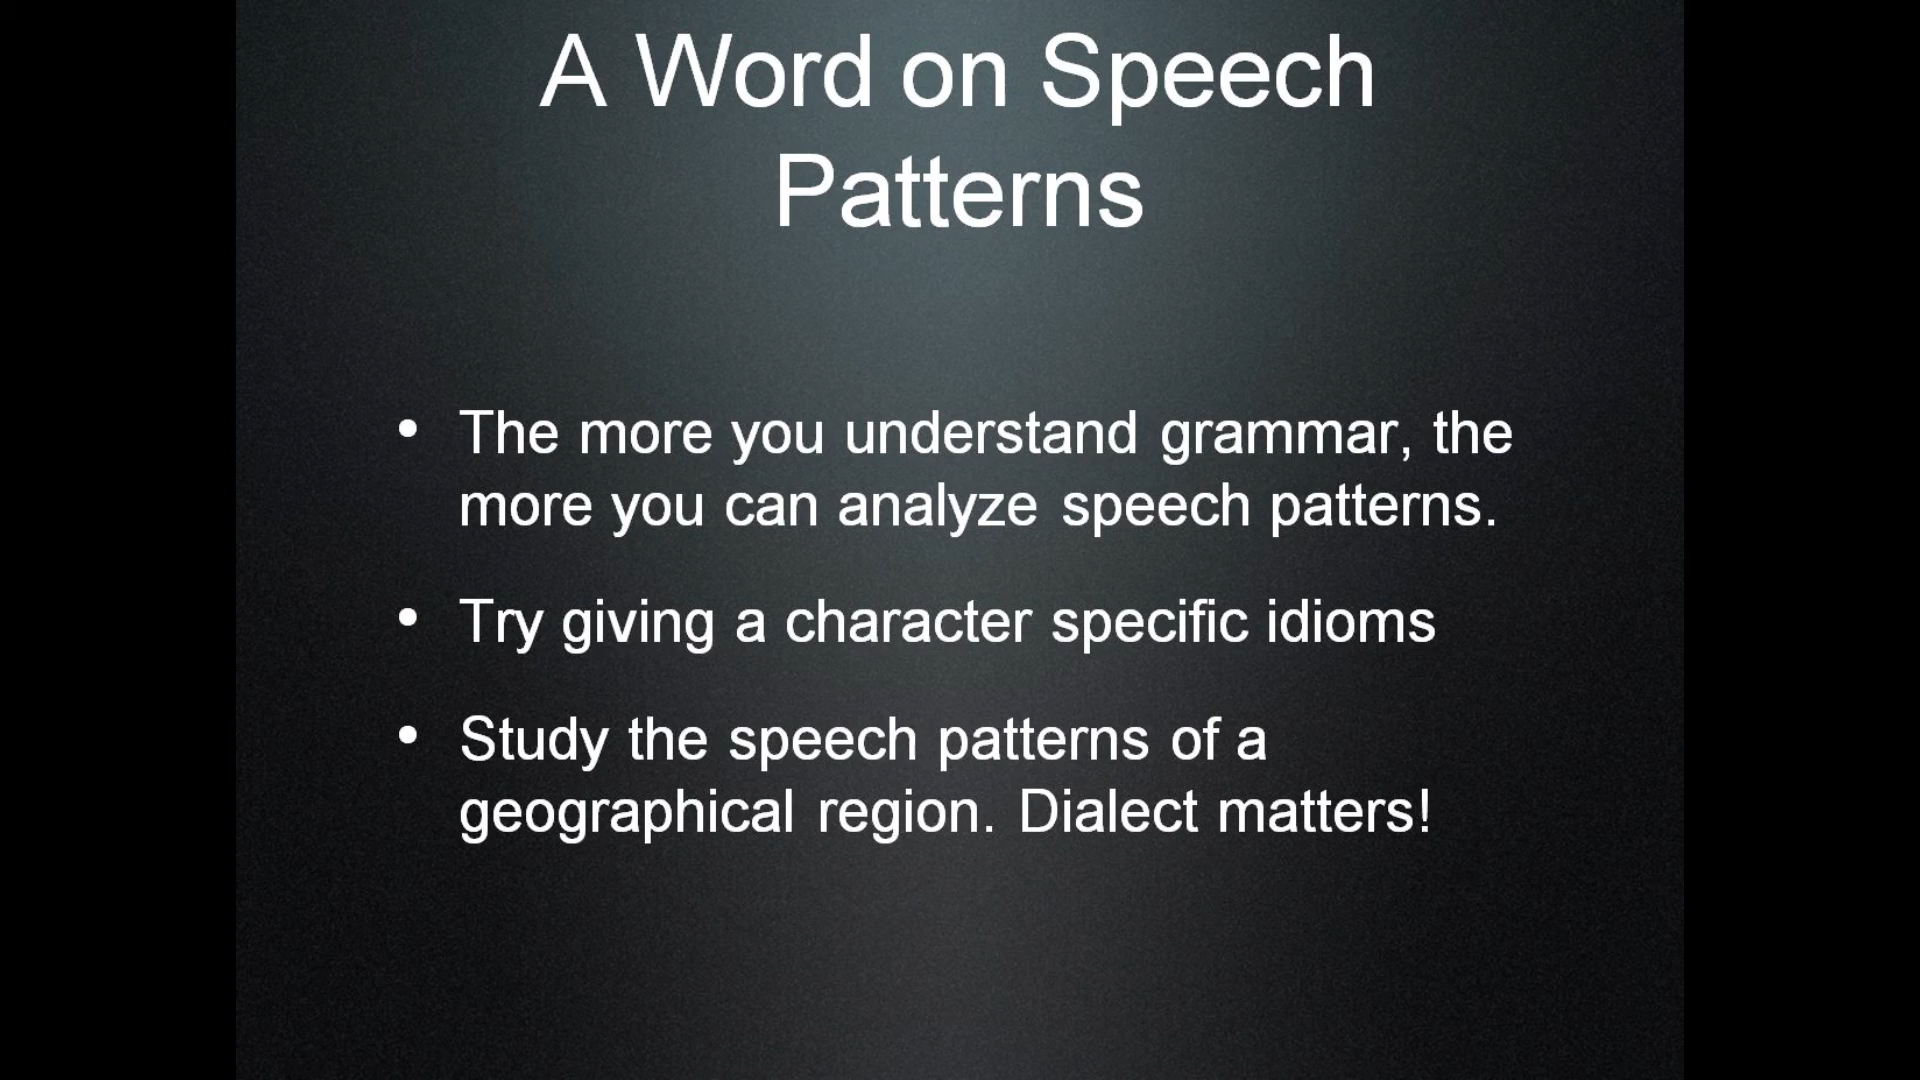 A Word on Speech
Patterns
• The more you understand grammar, the
more you can analyze speech patterns.
• Try giving a character specific idioms
• Study the speech patterns of a
geographical region. Dialect matters!